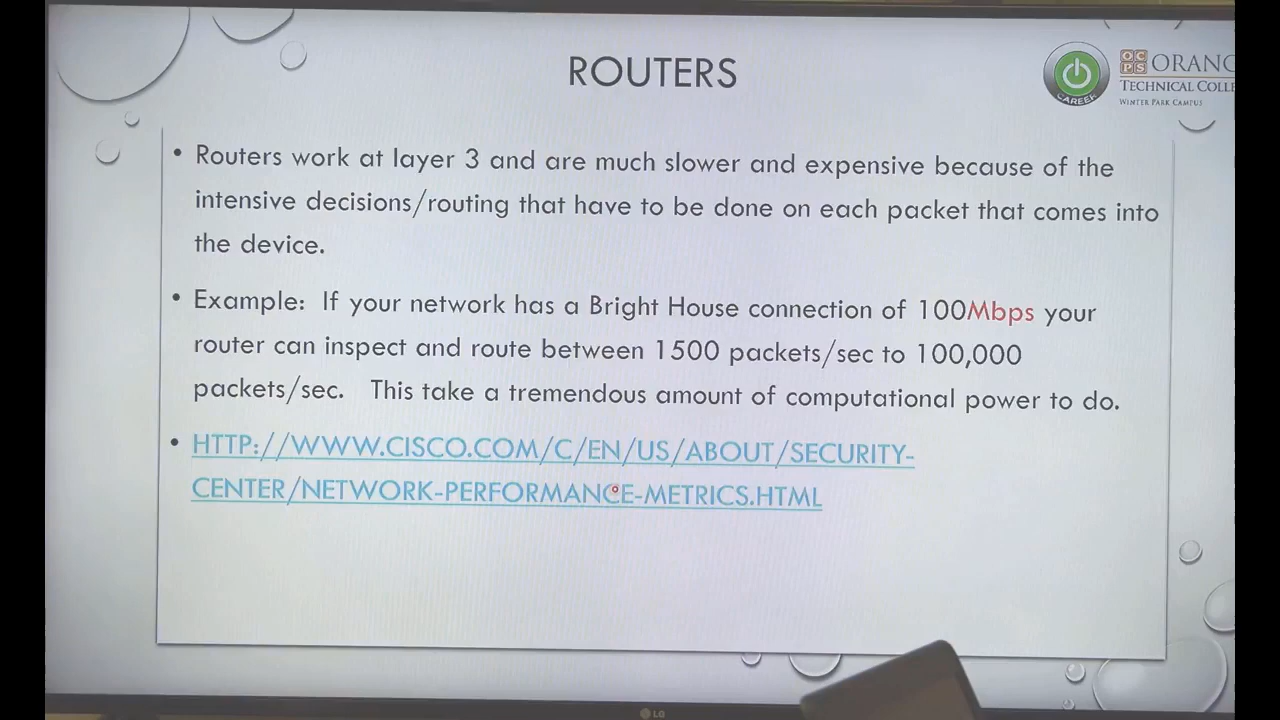 ROUTERS
CAREER
OC
PS
ORANG
TECHNICAL COLLE
WINTER PARK CAMPUS
• Routers work at layer 3 and are much slower and expensive because of the
intensive decisions/routing that have to be done on each packet that comes into
the device.
• Example: If your network has a Bright House connection of 100Mbps your
router can inspect and route between 1500 packets/sec to 100,000
packets/sec. This take a tremendous amount of computational power to do.
• HTTP://WWW.CISCO.COM/C/EN/US/ABOUT/SECURITY-
CENTER/NETWORK-PERFORMANCE-METRICS.HTML
LG